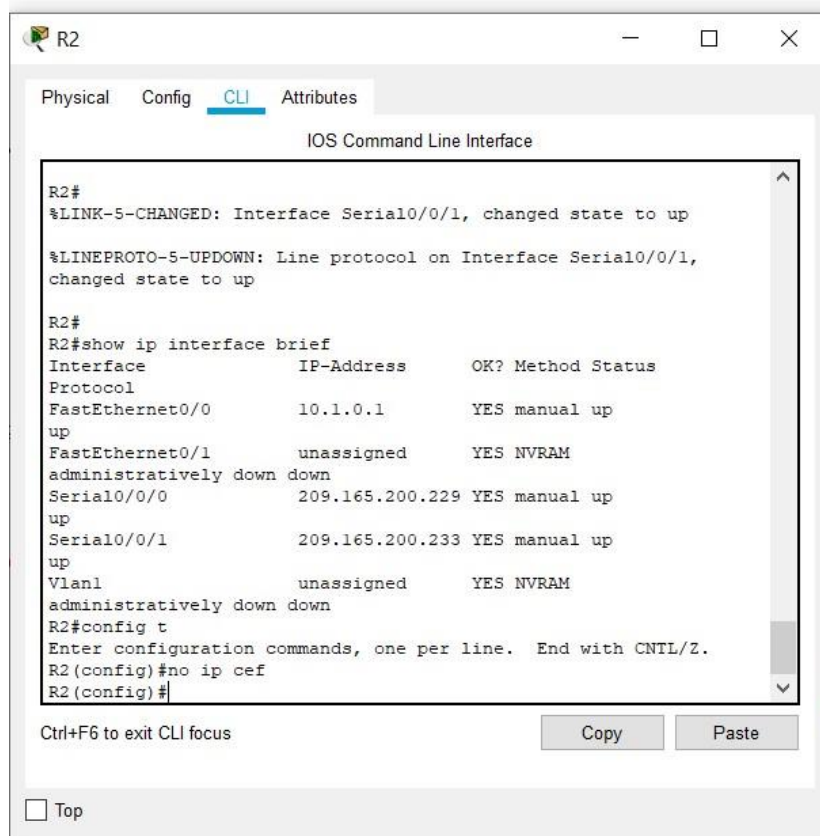 R2
Physical Config CLI Attributes
IOS Command Line Interface
R2#
%LINK-5-CHANGED: Interface Serial0/0/1, changed state to up
%LINEPROTO-5-UPDOWN: Line protocol on Interface Serial0/0/1,
changed state to up
R2#
R2#show ip interface brief
Interface IP-Address OK? Method Status
Protocol
FastEthernet0/0 10.1.0.1 YES manual up
up
FastEthernet0/1 unassigned YES NVRAM
administratively down down
Serial0/0/0 209.165.200.229 YES manual up
up
Serial0/0/1 209.165.200.233 YES manual up
up
Vlan1 unassigned YES NVRAM
administratively down down
R2#config t
Enter configuration commands, one per line. End with CNTL/Z.
R2(config)#no ip cef
R2(config)#
Ctrl+F6 to exit CLI focus Copy Paste
Top